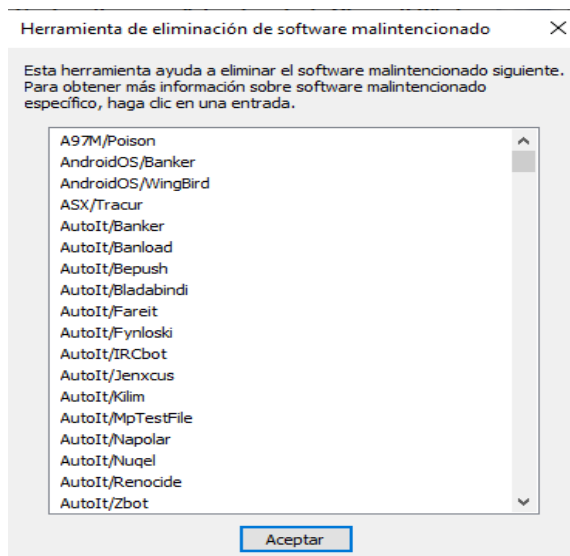 Herramienta de eliminación de software malintencionado
Esta herramienta ayuda a eliminar el software malintencionado siguiente.
Para obtener más información sobre software malintencionado
específico, haga clic en una entrada.
A97M/Poison
AndroidOS/Banker
AndroidOS/WingBird
ASX/Tracur
AutoIt/Banker
AutoIt/Banload
AutoIt/Bepush
AutoIt/Bladabindi
AutoIt/Fareit
AutoIt/Fynloski
AutoIt/IRCbot
AutoIt/Jenxcus
AutoIt/Kilim
AutoIt/MpTestFile
AutoIt/Napolar
AutoIt/Nuqel
AutoIt/Renocide
AutoIt/Zbot
Aceptar